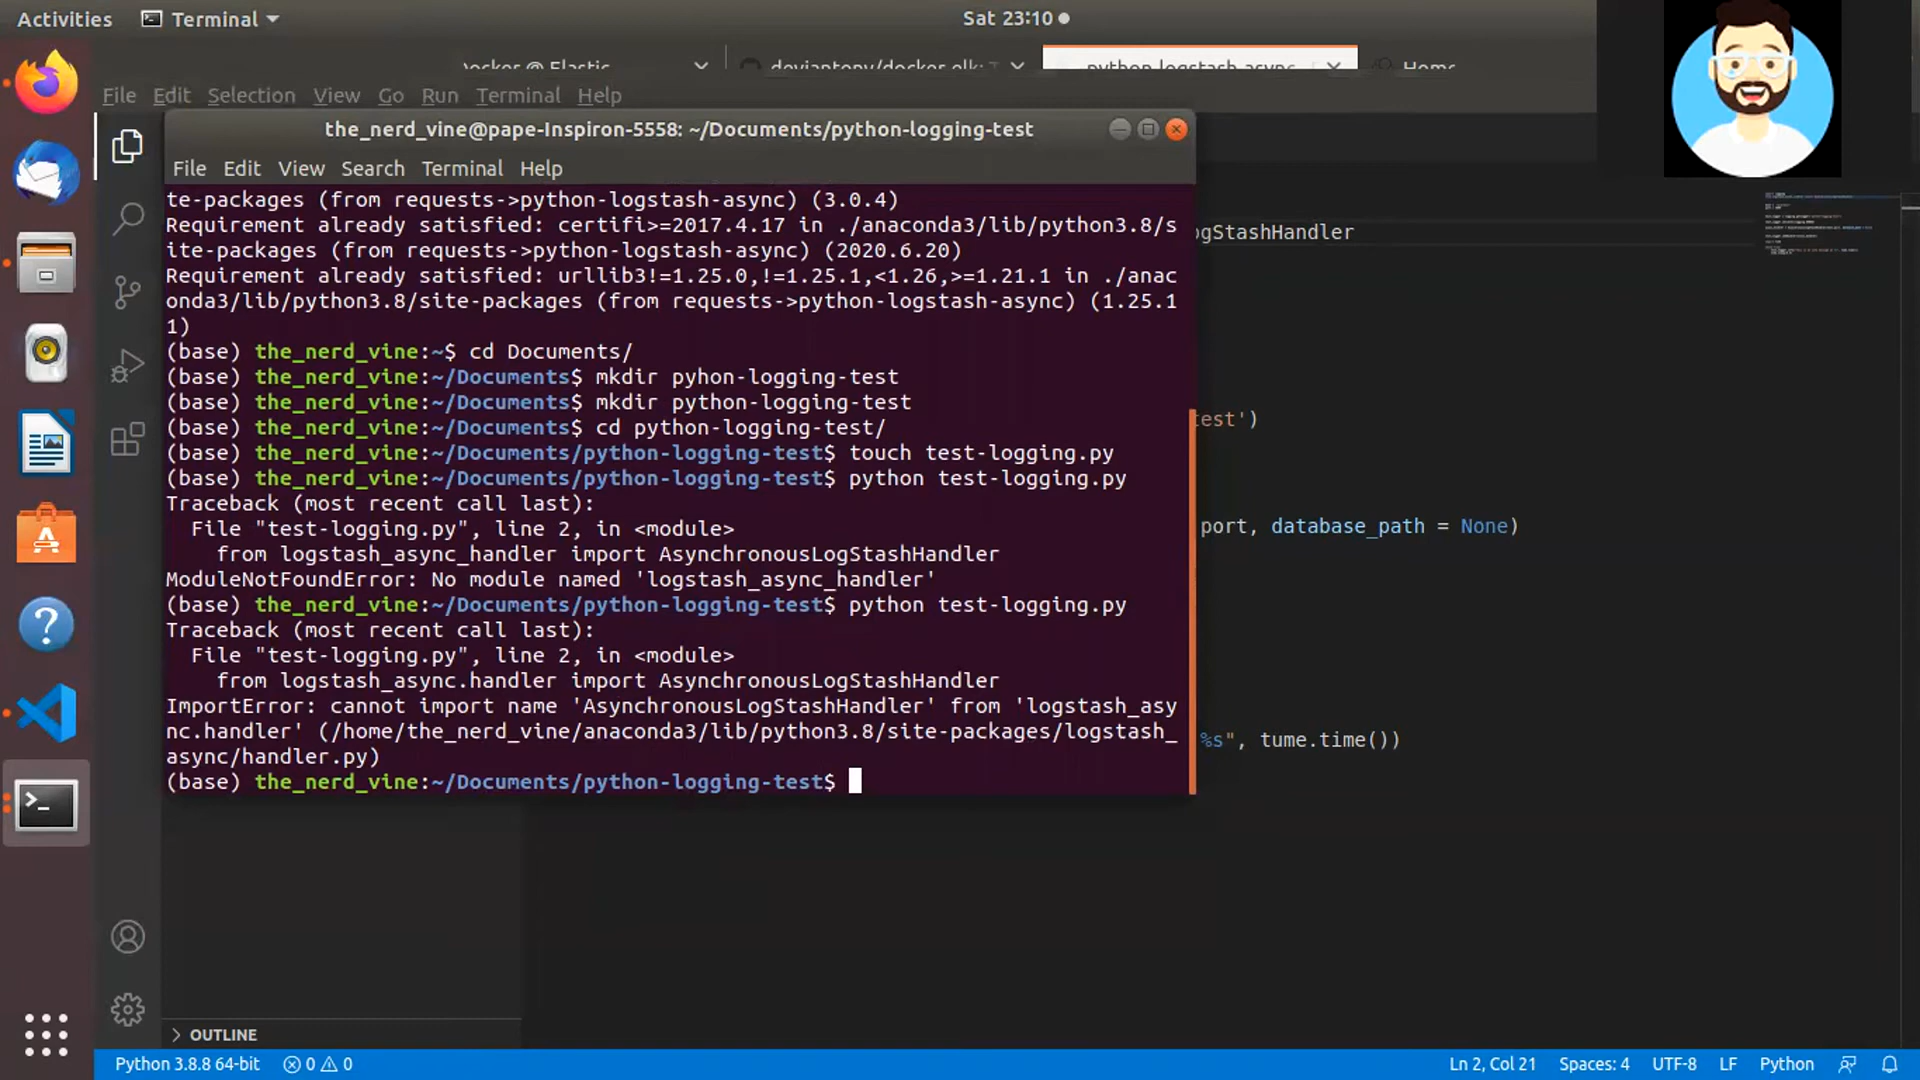 Activities Terminal Sat 23:10
File Edit Selection View Go Run Terminal Help
the_nerd_vine@pape-Inspiron-5558: ~/Documents/python-logging-test
File Edit View Search Terminal Help
te-packages (from requests->python-logstash-async) (3.0.4)
Requirement already satisfied: certifi>=2017.4.17 in ./anaconda3/lib/python3.8/s
ite-packages (from requests->python-logstash-async) (2020.6.20)
Requirement already satisfied: urllib3!=1.25.0,!=1.25.1,<1.26,>=1.21.1 in ./anac
onda3/lib/python3.8/site-packages (from requests->python-logstash-async) (1.25.1
1)
(base) the_nerd_vine:~$ cd Documents/
(base) the_nerd_vine:~/Documents$ mkdir pyhon-logging-test
(base) the_nerd_vine:~/Documents$ mkdir python-logging-test
(base) the_nerd_vine:~/Documents$ cd python-logging-test/
(base) the_nerd_vine:~/Documents/python-logging-test$ touch test-logging.py
(base) the_nerd_vine:~/Documents/python-logging-test$ python test-logging.py
Traceback (most recent call last):
File "test-logging.py", line 2, in <module>
from logstash_async_handler import AsynchronousLogStashHandler
ModuleNotFoundError: No module named 'logstash_async_handler'
(base) the_nerd_vine:~/Documents/python-logging-test$ python test-logging.py
Traceback (most recent call last):
File "test-logging.py", line 2, in <module>
from logstash_async.handler import AsynchronousLogStashHandler
ImportError: cannot import name 'AsynchronousLogStashHandler' from 'logstash_asy
nc.handler' (/home/the_nerd_vine/anaconda3/lib/python3.8/site-packages/logstash_
async/handler.py)
(base) the_nerd_vine:~/Documents/python-logging-test$
ogStashHandler
test')
port, database_path = None)
%s", tume.time())
OUTLINE
Python 3.8.8 64-bit 0 0 Ln 2, Col 21 Spaces: 4 UTF-8 LF Python